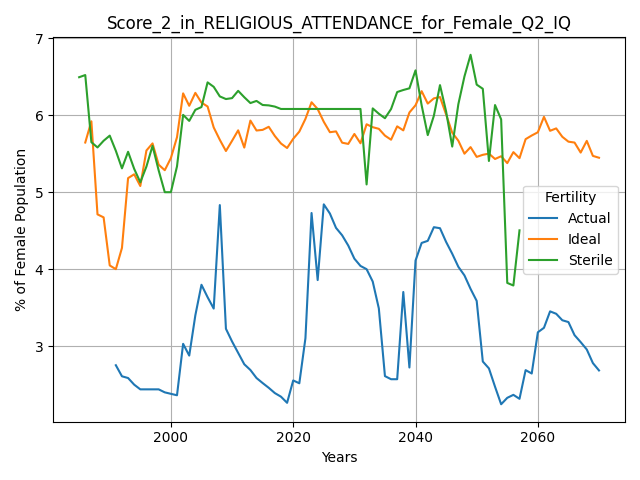 Score_2_in_RELIGIOUS_ATTENDANCE_for_Female_Q2_IQ
7
6
5
4
3
% of Female Population
Fertility
Actual
Ideal
Sterile
2000
2020
2040
2060
Years